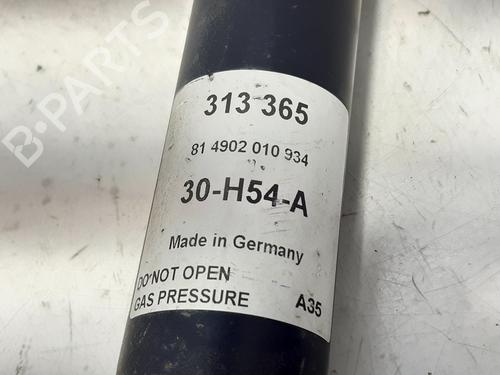 B-PARTS
313 365
81 4902 010 934
30-H54-A
Made in Germany
DO NOT OPEN
GAS PRESSURE A35